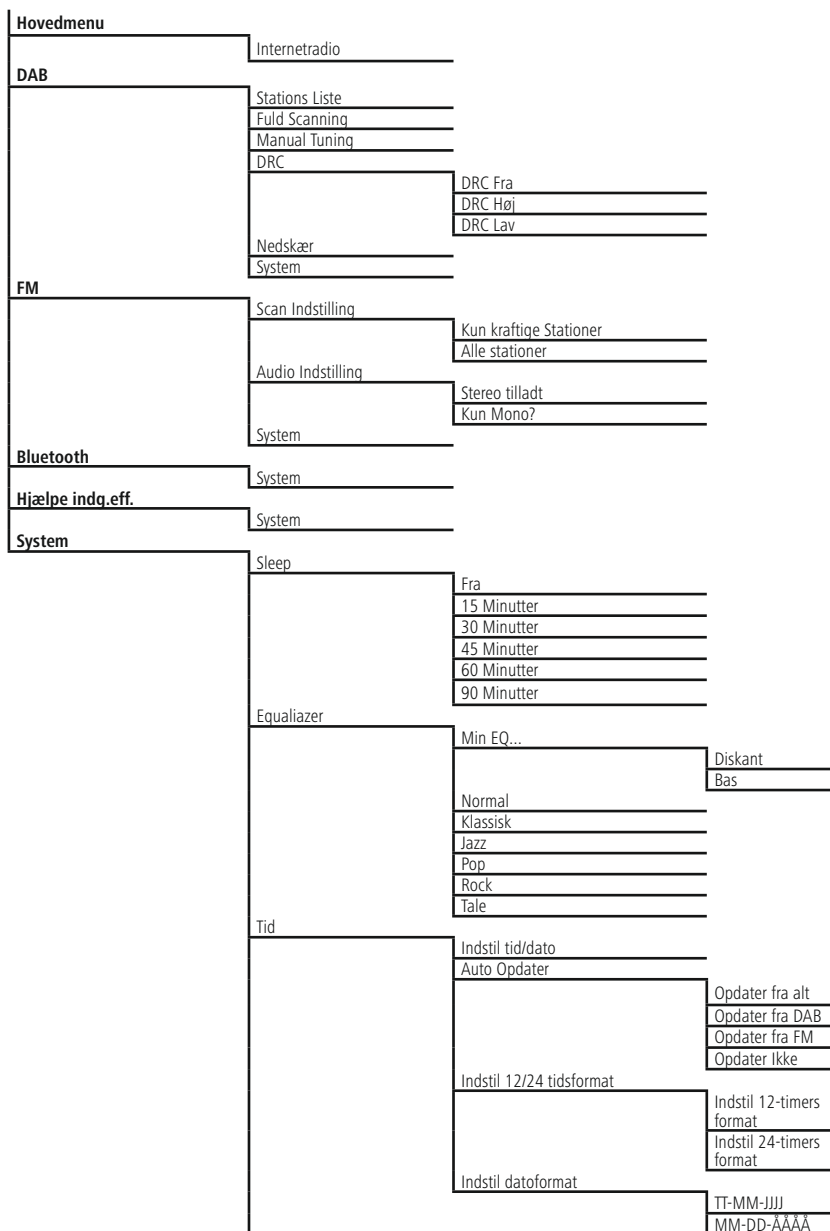 Hovedmenu
Internetradio
DAB
Stations Liste
Fuld Scanning
Manual Tuning
DRC
DRC Fra
DRC Høj
DRC Lav
Nedskær
System
FM
Scan Indstilling
Kun kraftige Stationer
Alle stationer
Audio Indstilling
Stereo tilladt
Kun Mono?
System
Bluetooth
System
Hjælpe indg.eff.
System
System
Sleep
Fra
15 Minutter
30 Minutter
45 Minutter
60 Minutter
90 Minutter
Equaliazer
Min EQ...
Diskant
Bas
Normal
Klassisk
Jazz
Pop
Rock
Tale
Tid
Indstil tid/dato
Auto Opdater
Opdater fra alt
Opdater fra DAB
Opdater fra FM
Opdater Ikke
Indstil 12/24 tidsformat
Indstil 12-timers
format
Indstil 24-timers
format
Indstil datoformat
TT-MM-JJJJ
MM-DD-ÅÅÅÅ